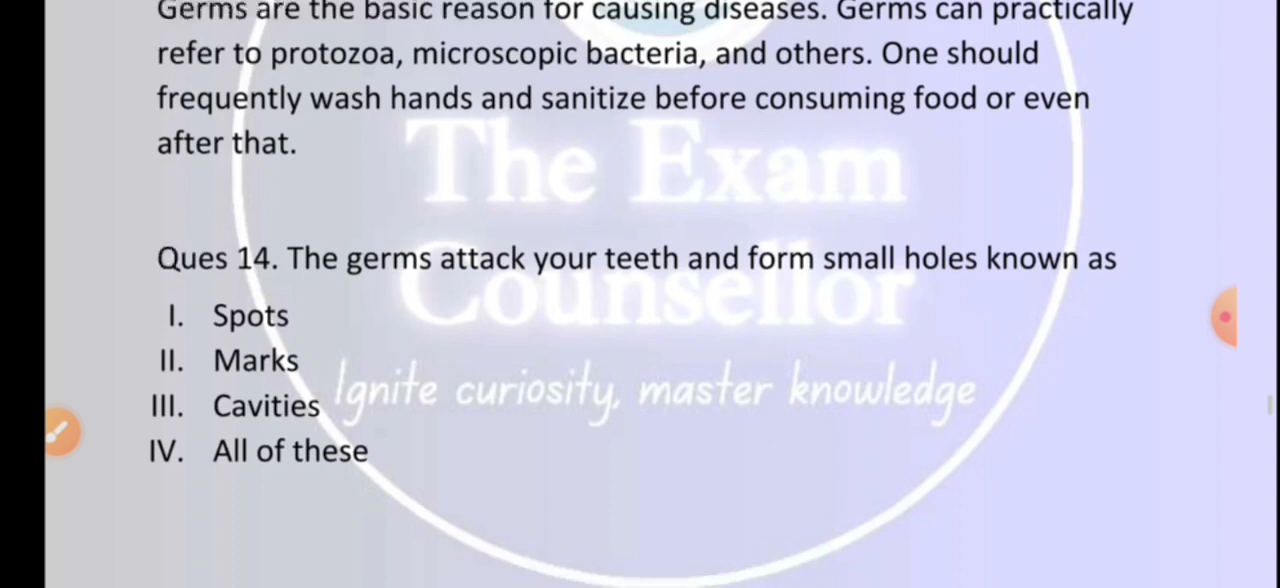 Germs are the basic reason for causing diseases. Germs can practically
refer to protozoa, microscopic bacteria, and others. One should
frequently wash hands and sanitize before consuming food or even
after that.
The Exam
Ques 14. The germs attack your teeth and form small holes known as
Counsellor
I. Spots
II. Marks
Ignite curiosity, master knowledge
III. Cavities
IV. All of these